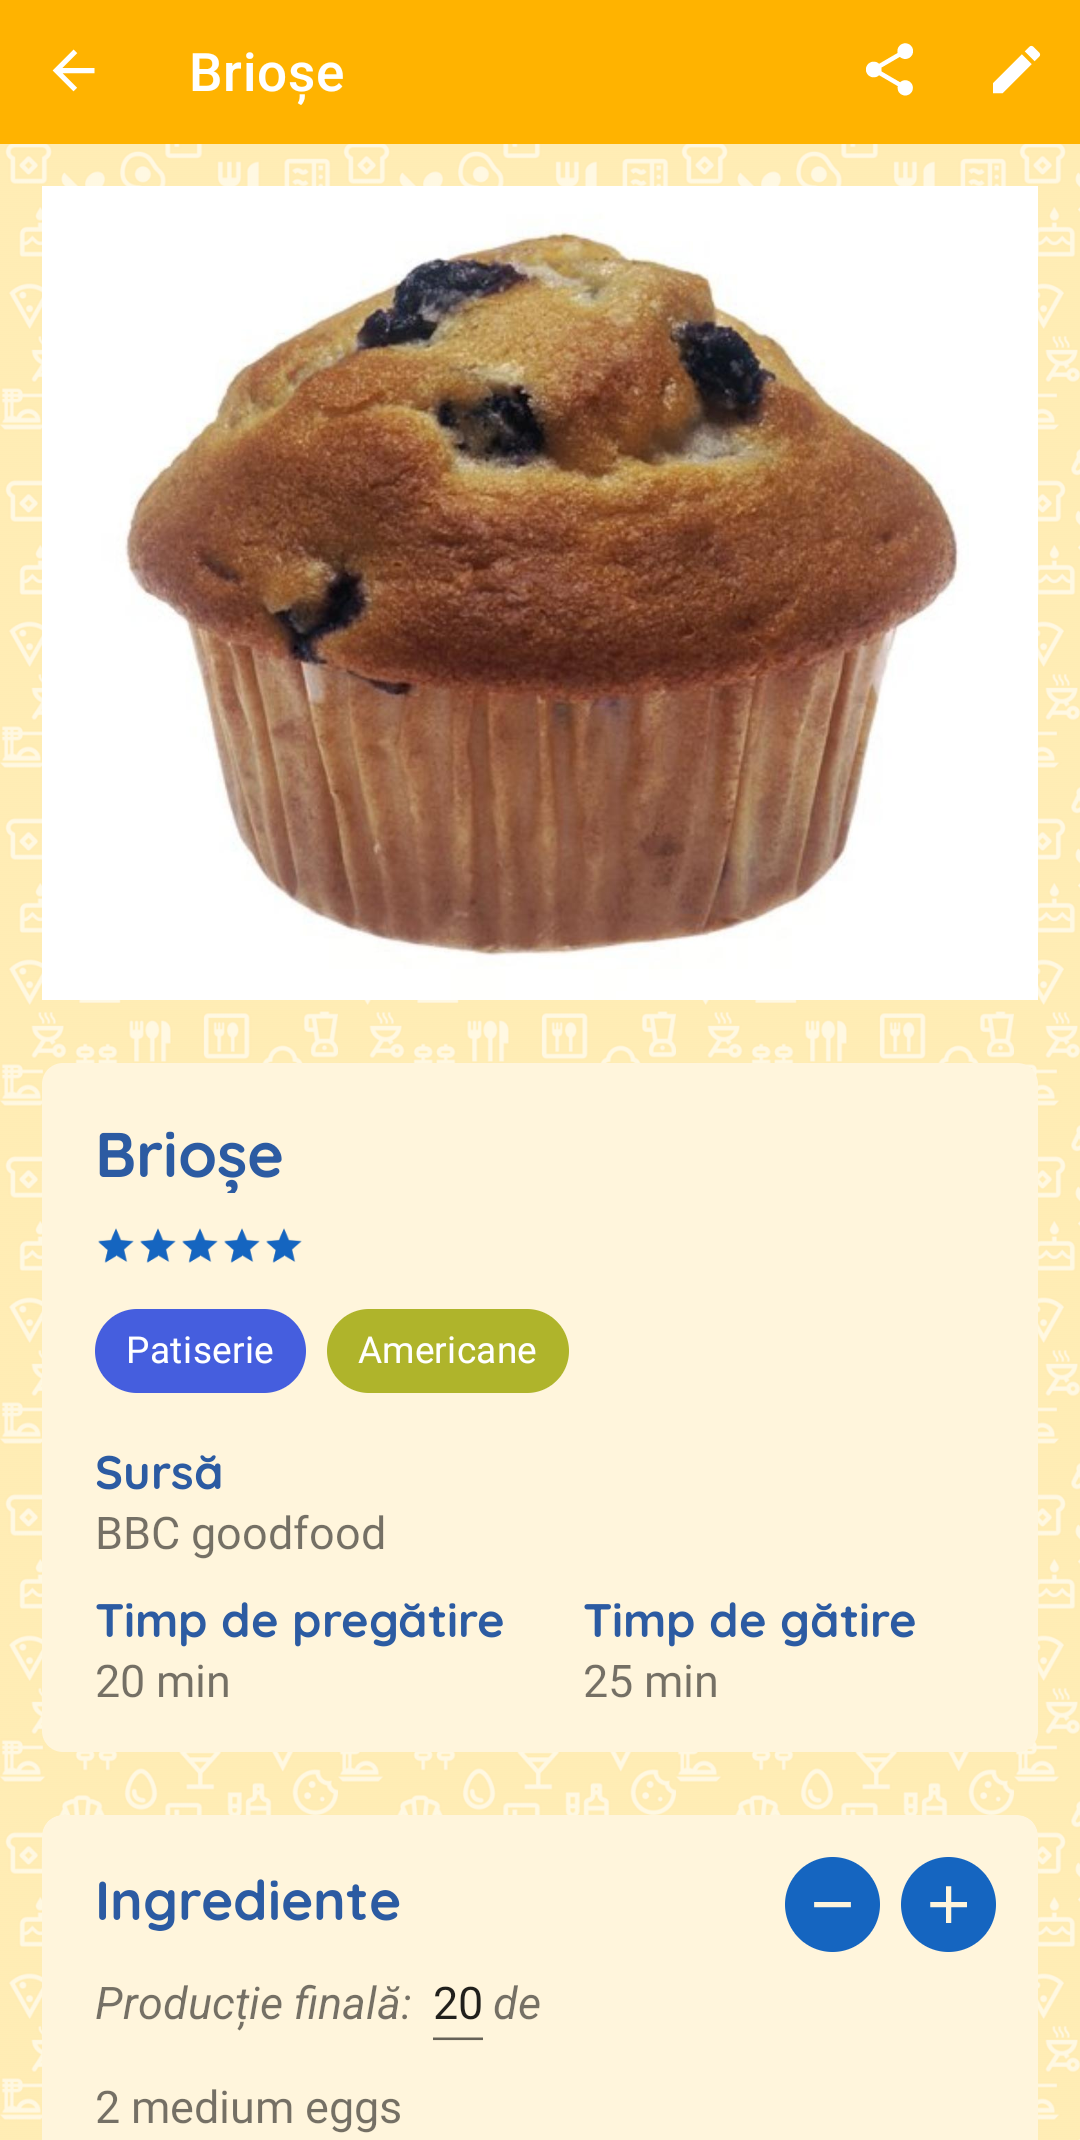 Brioșe
Brioșe
Patiserie Americane
Sursă
BBC goodfood
Timp de pregătire Timp de gătire
20 min 25 min
Ingrediente
Producție finală: 20 de
2 medium eggs